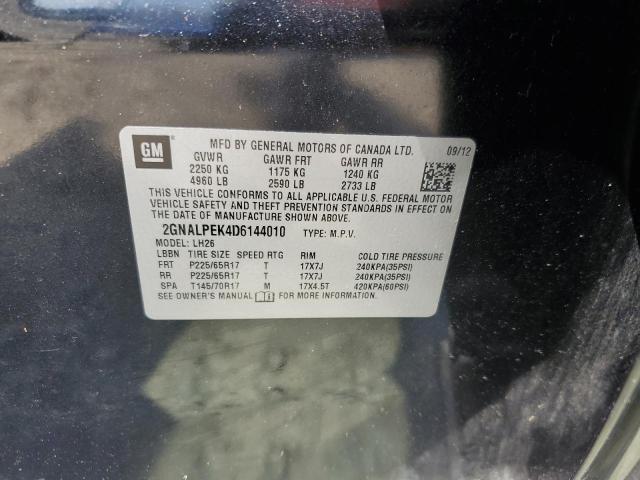 GM
MFD BY GENERAL MOTORS OF CANADA LTD. 09/12
GVWR GAWR FRT GAWR RR
2250 KG 1175 KG 1240 KG
4960 LB 2590 LB 2733 LB
THIS VEHICLE CONFORMS TO ALL APPLICABLE U.S. FEDERAL MOTOR
VEHICLE SAFETY AND THEFT PREVENTION STANDARDS IN EFFECT ON
THE DATE OF MANUFACTURE SHOWN ABOVE.
2GNALPEK4D6144010 TYPE: M.P.V.
MODEL: LH26
LBBN TIRE SIZE SPEED RTG RIM COLD TIRE PRESSURE
FRT P225/65R17 T 17X7J 240KPA(35PSI)
RR P225/65R17 T 17X7J 240KPA(35PSI)
SPA T145/70R17 M 17X4.5T 420KPA(60PSI)
SEE OWNER'S MANUAL FOR MORE INFORMATION.